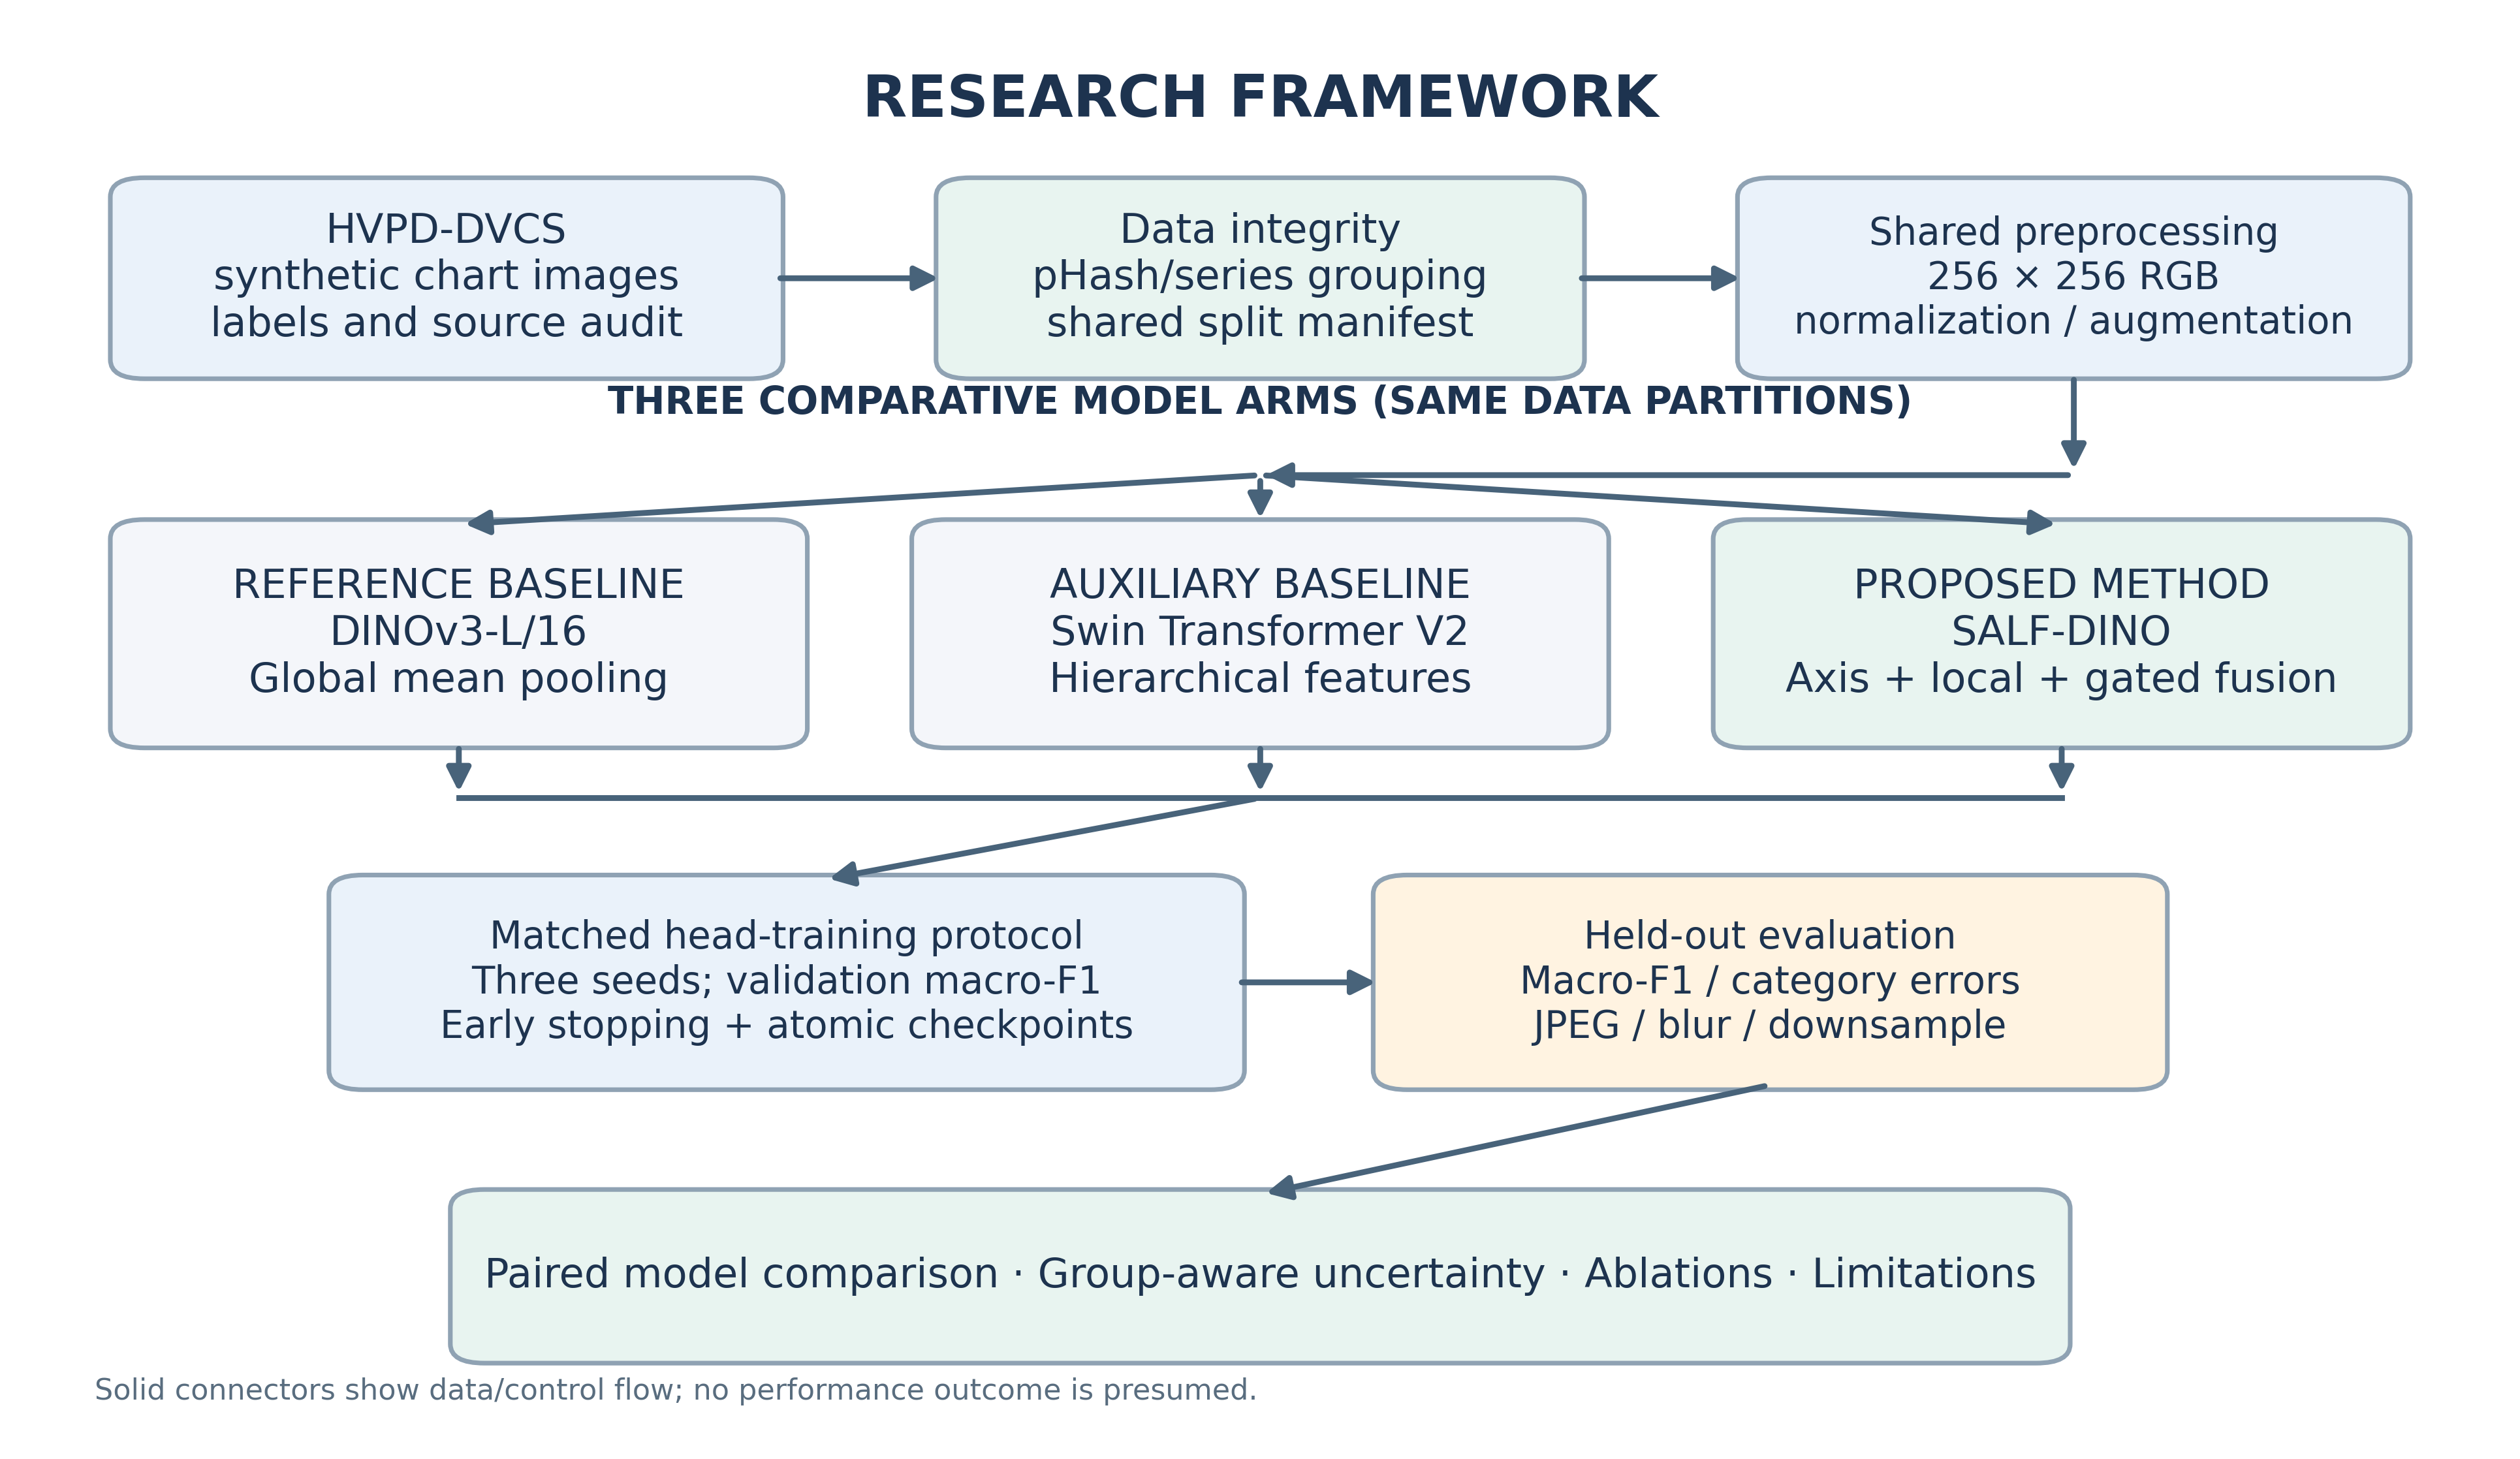 RESEARCH FRAMEWORK
HVPD-DVCS
synthetic chart images
labels and source audit
Data integrity
pHash/series grouping
shared split manifest
Shared preprocessing
256 × 256 RGB
normalization / augmentation
THREE COMPARATIVE MODEL ARMS (SAME DATA PARTITIONS)
REFERENCE BASELINE
DINOv3-L/16
Global mean pooling
AUXILIARY BASELINE
Swin Transformer V2
Hierarchical features
PROPOSED METHOD
SALF-DINO
Axis + local + gated fusion
Matched head-training protocol
Three seeds; validation macro-F1
Early stopping + atomic checkpoints
Held-out evaluation
Macro-F1 / category errors
JPEG / blur / downsample
Paired model comparison · Group-aware uncertainty · Ablations · Limitations
Solid connectors show data/control flow; no performance outcome is presumed.